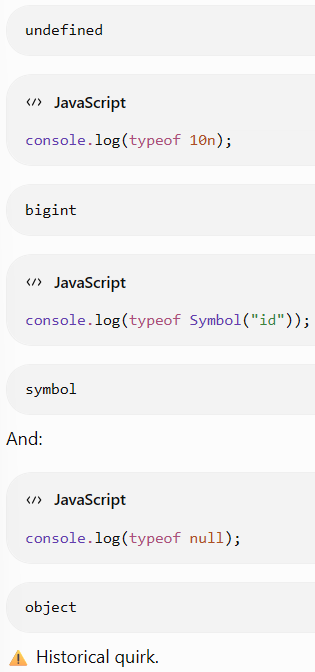 undefined
</> JavaScript
console.log(typeof 10n);
bigint
</> JavaScript
console.log(typeof Symbol("id"));
symbol
And:
</> JavaScript
console.log(typeof null);
object
⚠️ Historical quirk.